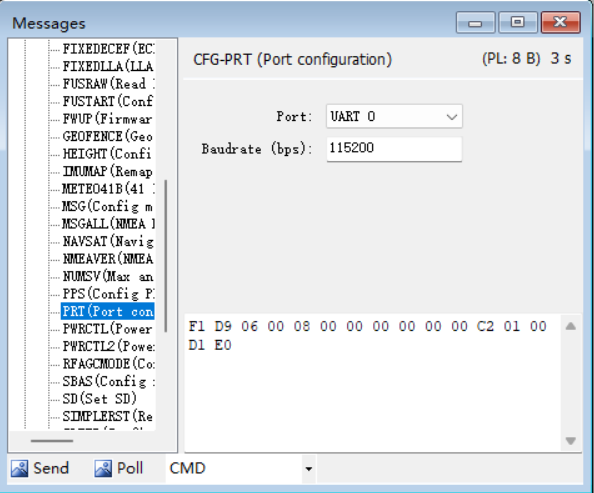 Messages
FIXEDECEF(EC
FIXEDLLA(LLA
FUSRAW(Read
FUSTART(Conf
FWUP(Firmwar
GEOFENCE(Geo
HEIGHT(Confi
IMUMAP(Remap
METEO41B(41
MSG(Config m
MSGALL(NMEA
NAVSAT(Navig
NMEAVER(NMEA
NUMSV(Max an
PPS(Config P
PRT(Port con
PWRCTL(Power
PWRCTL2(Powe
RFAGCMODE(Co
SBAS(Config
SD(Set SD)
SIMPLERST(Re
CFG-PRT (Port configuration) (PL: 8 B) 3 s
Port: UART 0
Baudrate (bps): 115200
F1 D9 06 00 08 00 00 00 00 00 00 C2 01 00
D1 E0
Send Poll CMD